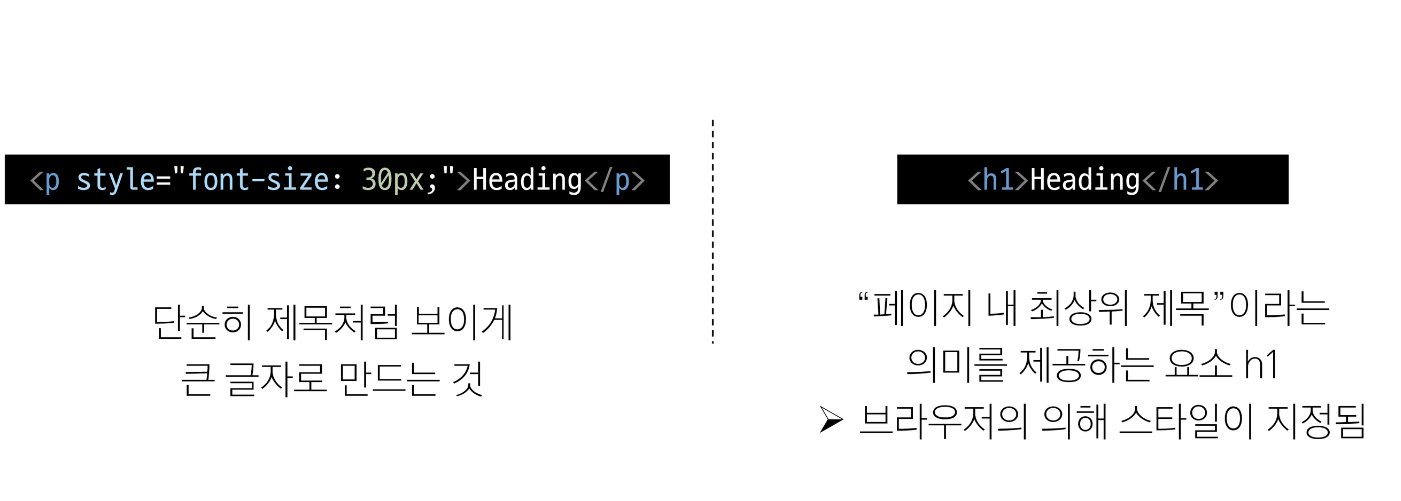 <p style="font-size: 30px;">Heading</p>
단순히 제목처럼 보이게
큰 글자로 만드는 것
<h1>Heading</h1>
“페이지 내 최상위 제목”이라는
의미를 제공하는 요소 h1
➢ 브라우저의 의해 스타일이 지정됨